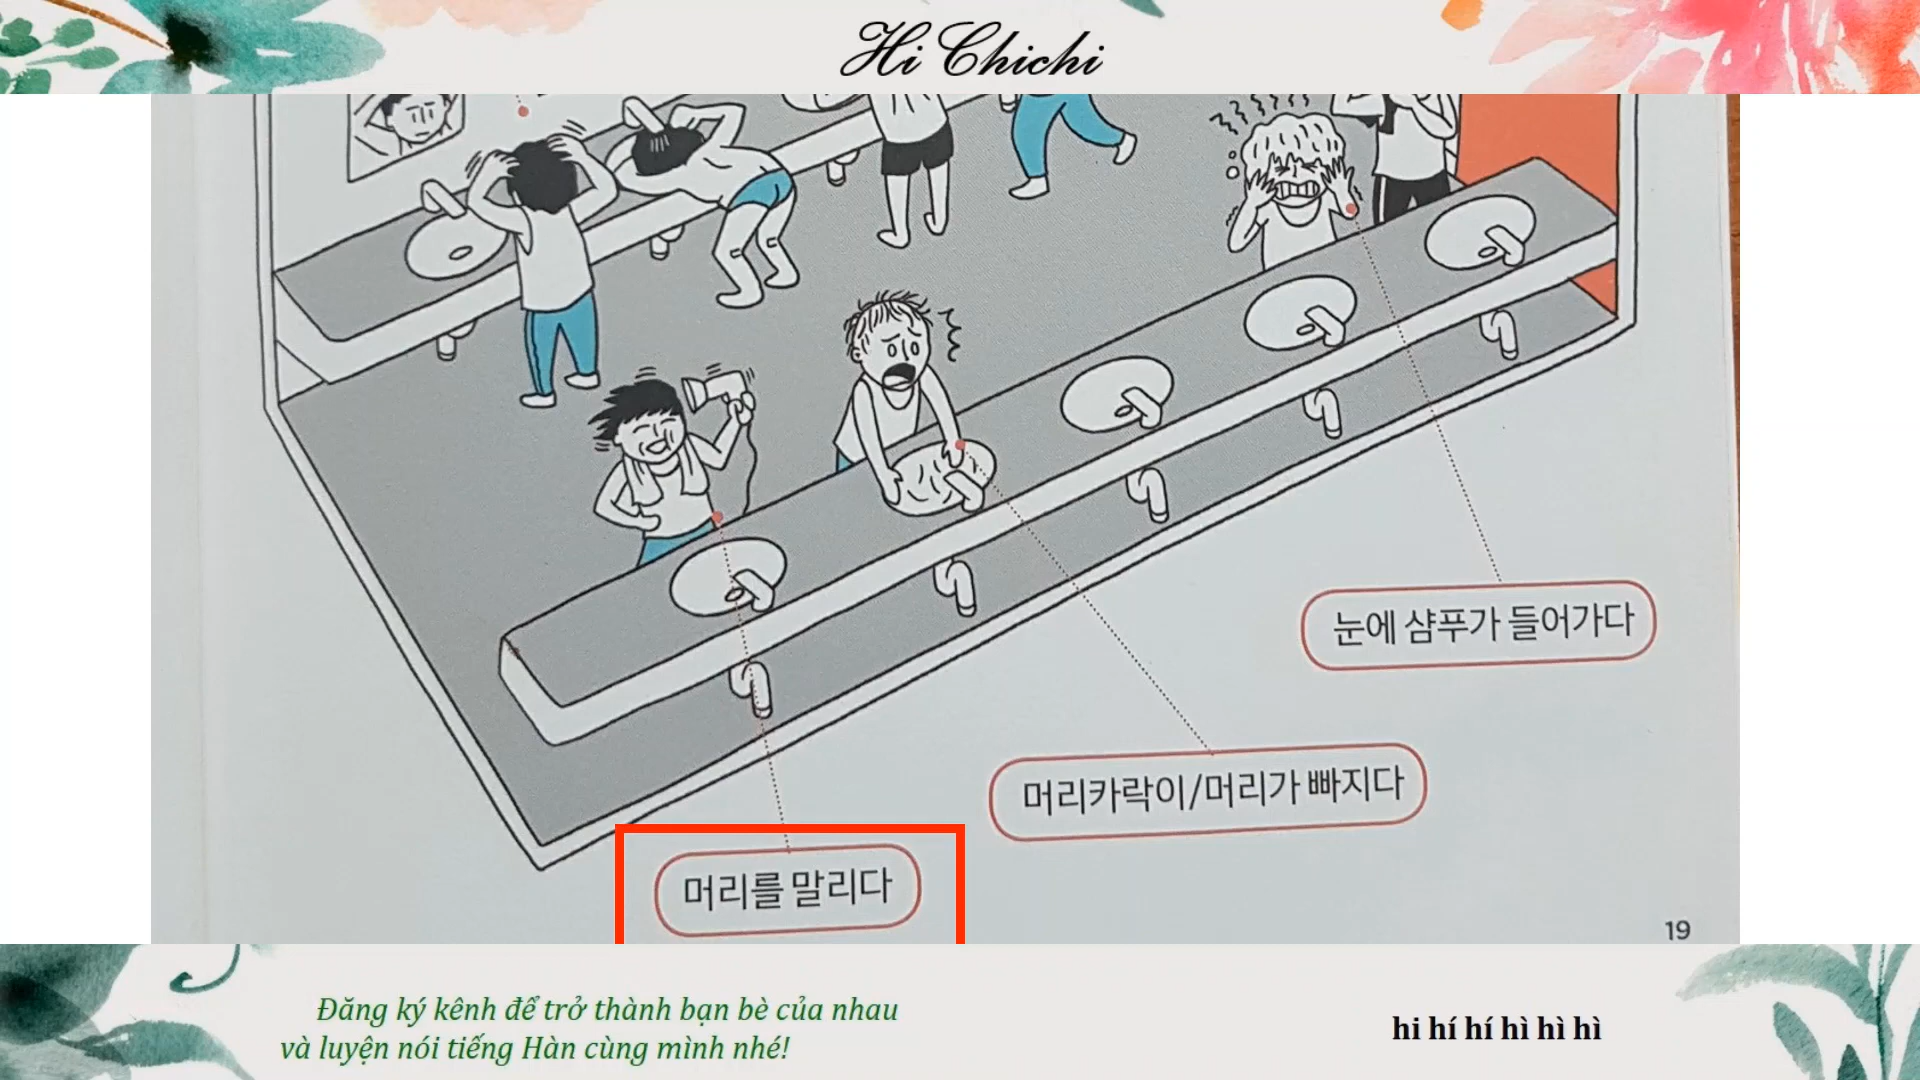 Hi Chichi
눈에 샴푸가 들어가다
머리카락이/머리가 빠지다
머리를 말리다
19
Đăng ký kênh để trở thành bạn bè của nhau
và luyện nói tiếng Hàn cùng mình nhé!
hi hí hí hì hì hì